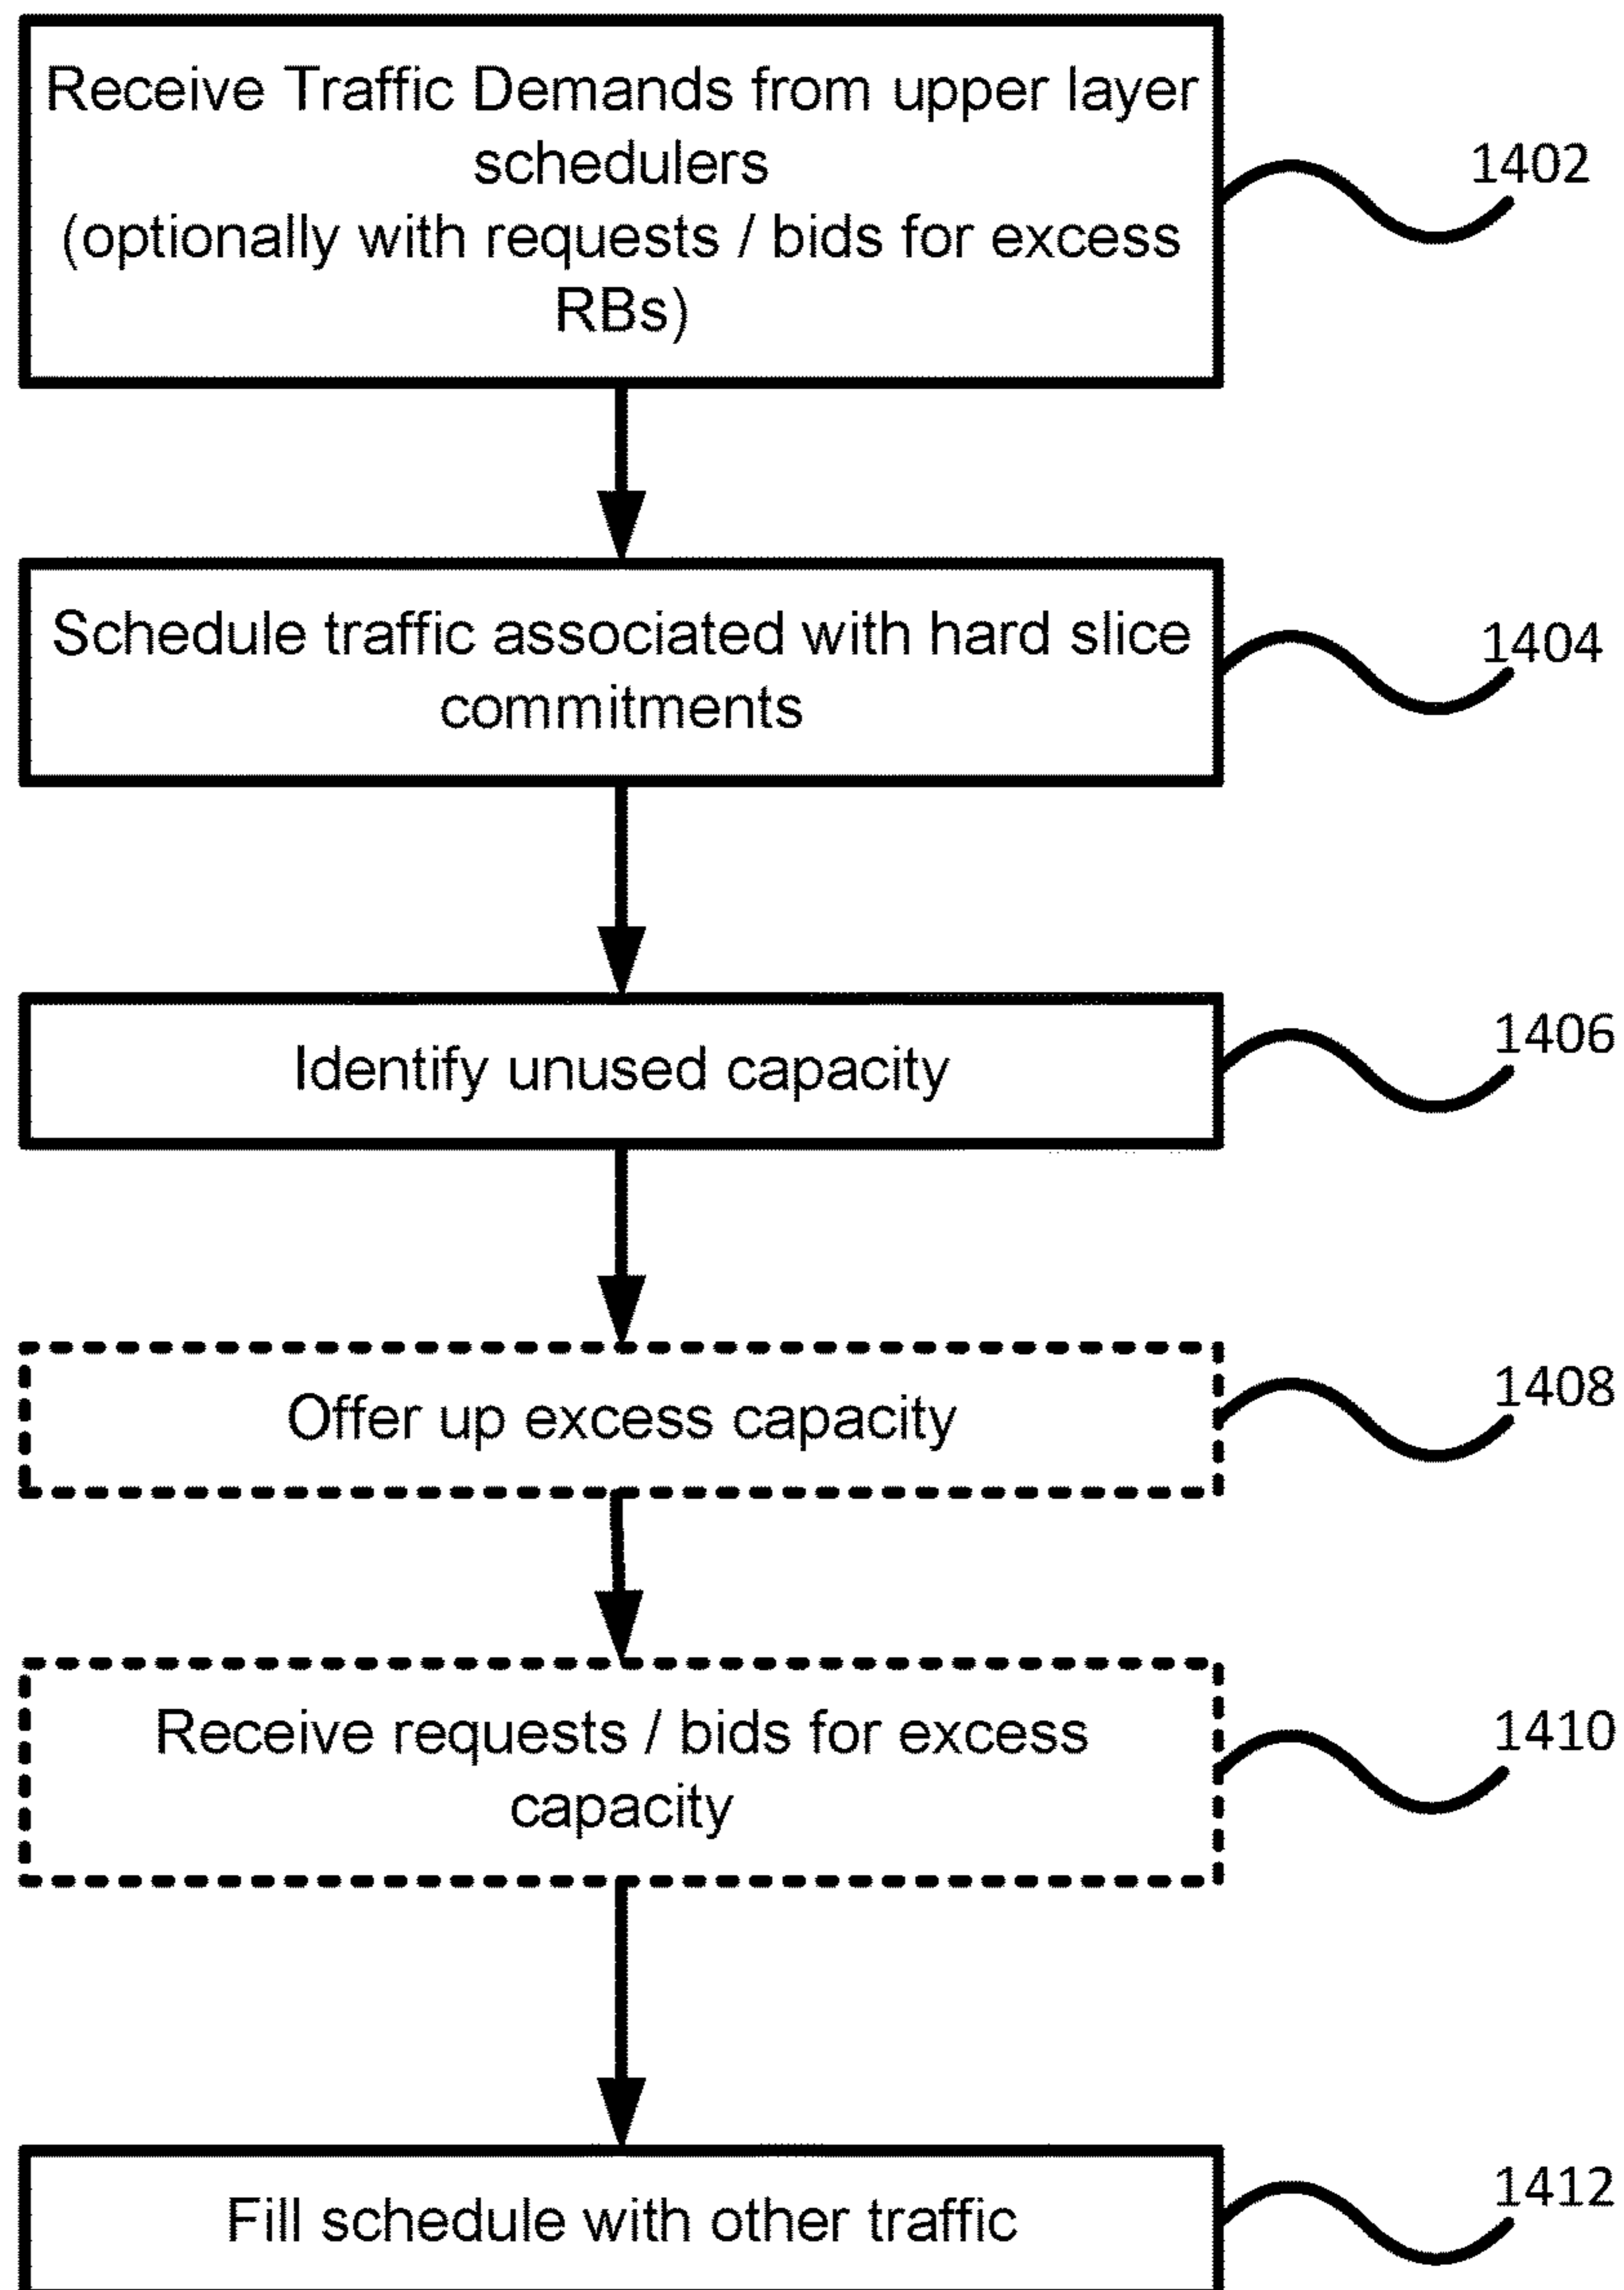 Receive Traffic Demands from upper layer
schedulers
(optionally with requests / bids for excess
RBs)
1402
Schedule traffic associated with hard slice
commitments
1404
Identify unused capacity
1406
Offer up excess capacity
1408
Receive requests / bids for excess
capacity
1410
Fill schedule with other traffic
1412